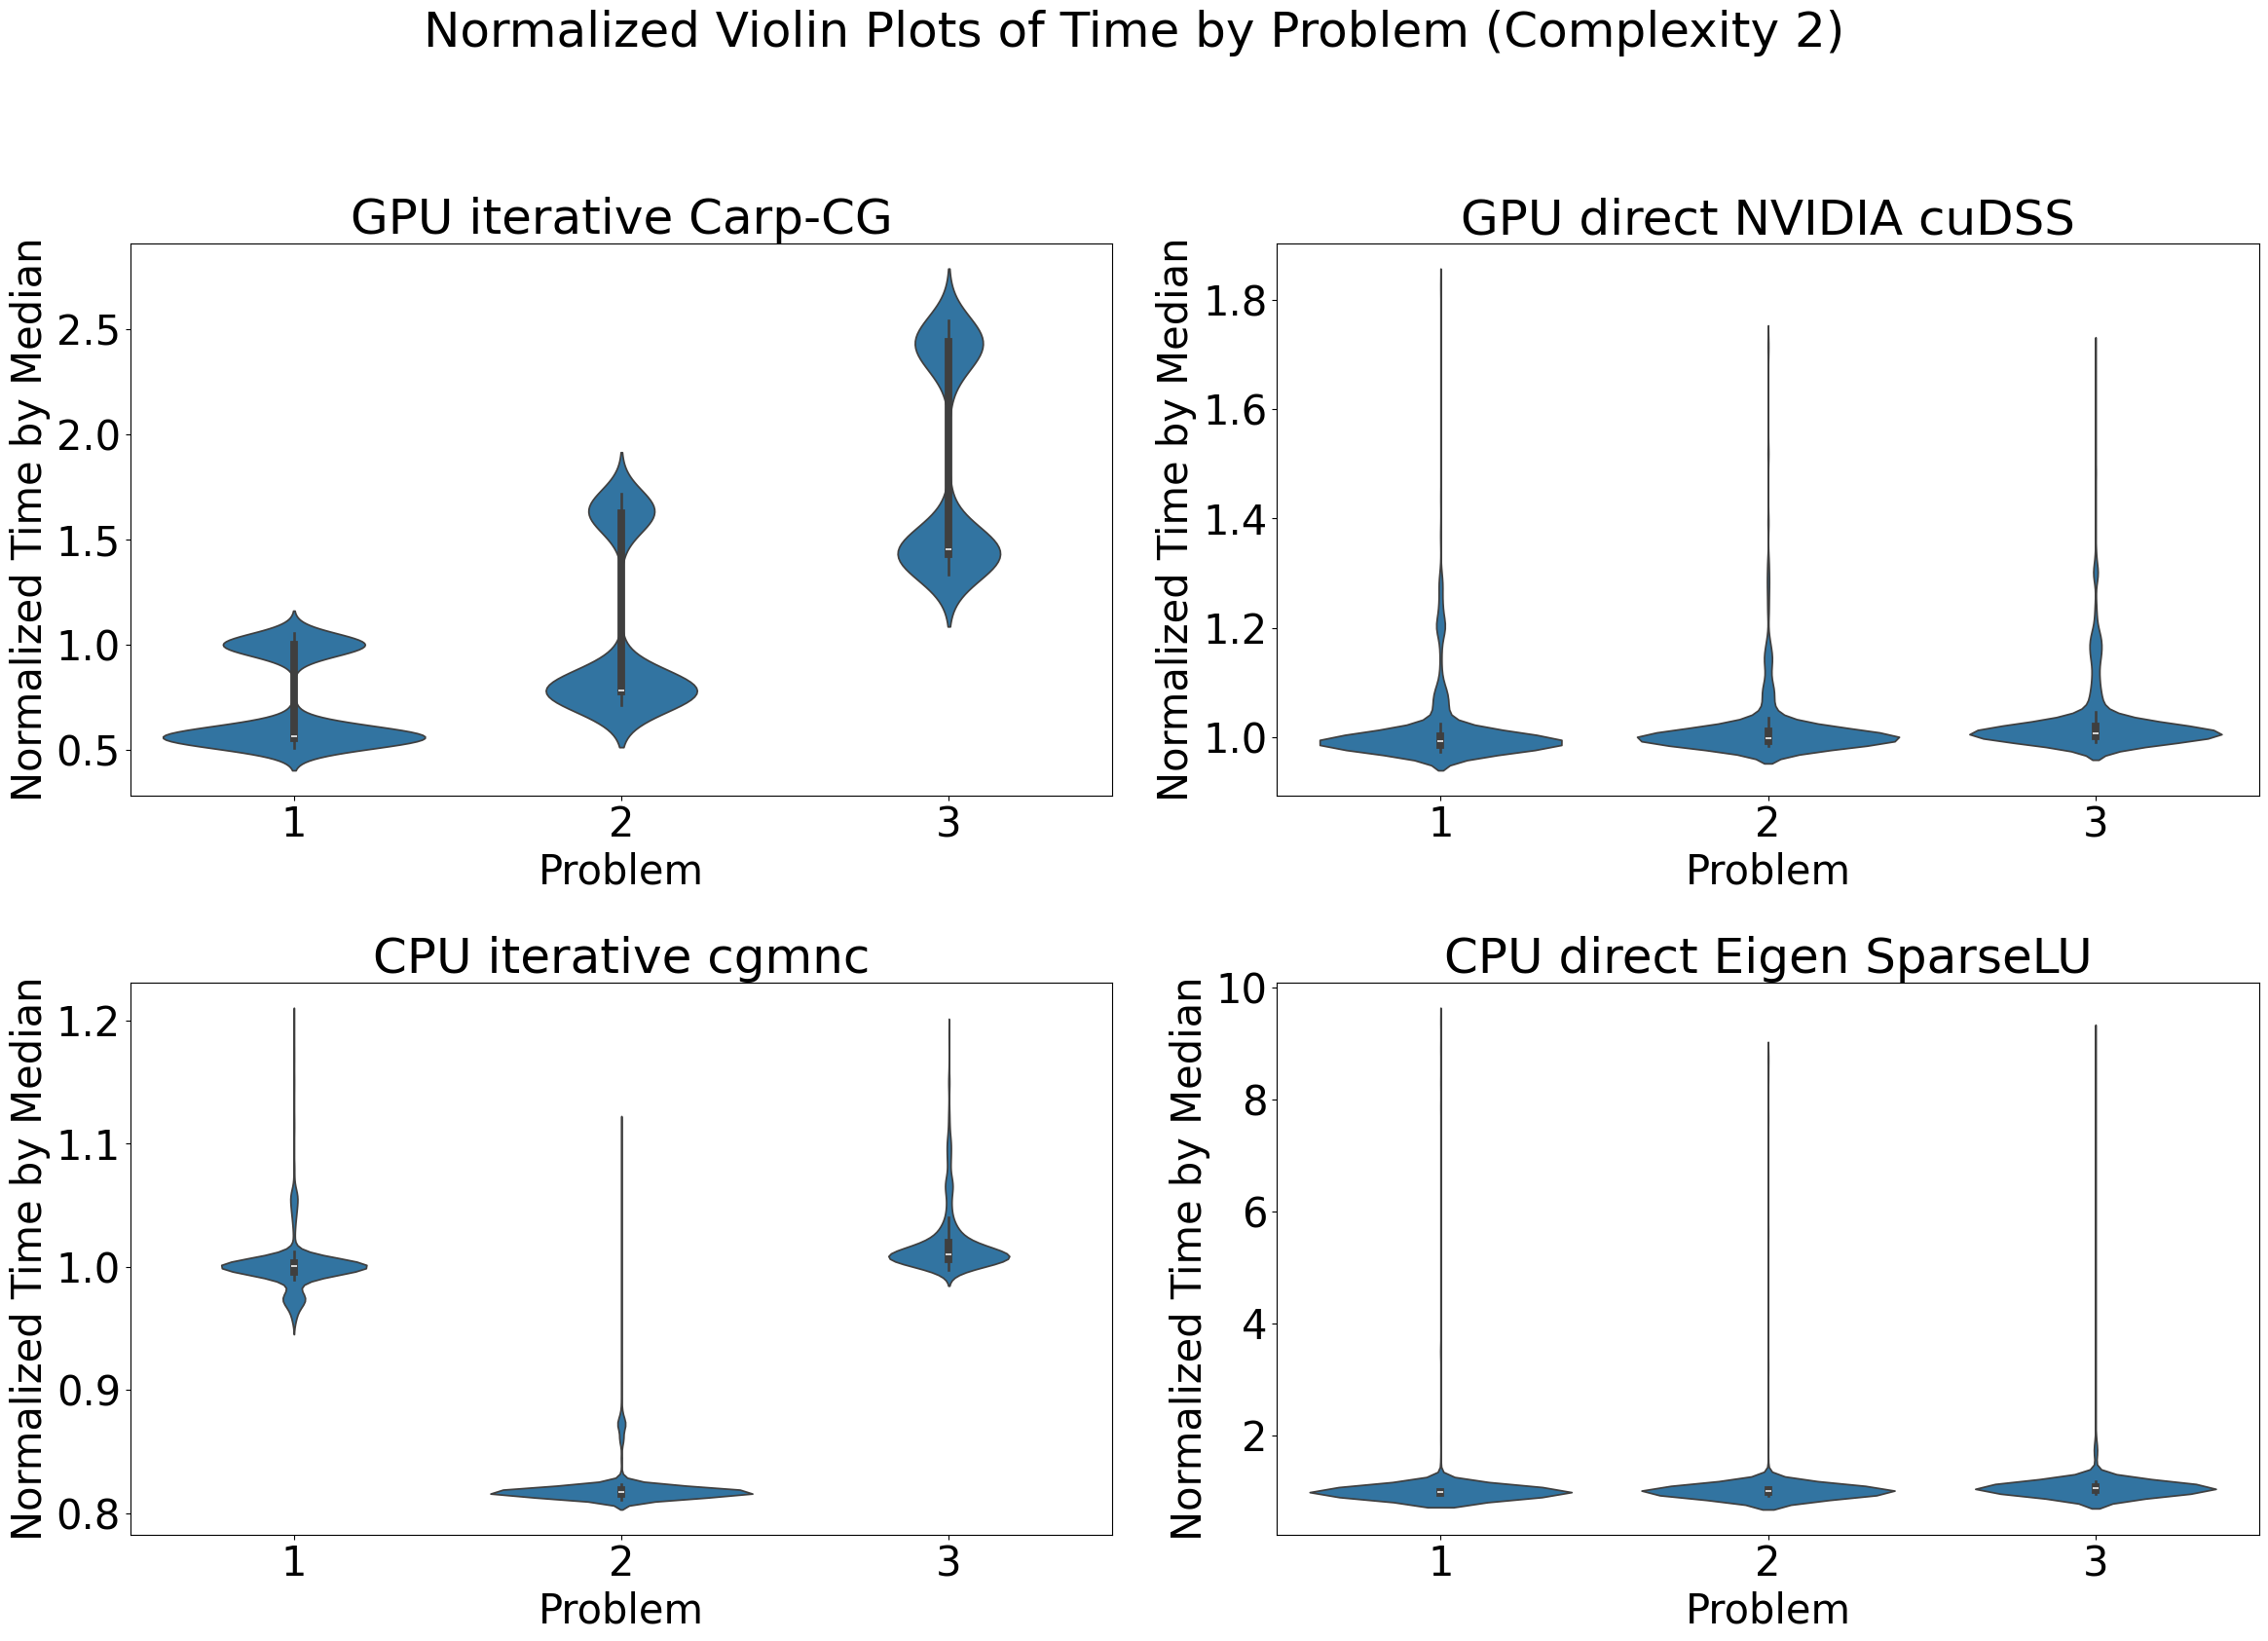 Normalized Violin Plots of Time by Problem (Complexity 2)
GPU iterative Carp-CG
Normalized Time by Median
2.5
2.0
1.5
1.0
0.5
1 2 3
Problem
GPU direct NVIDIA cuDSS
Normalized Time by Median
1.8
1.6
1.4
1.2
1.0
1 2 3
Problem
CPU iterative cgmnc
Normalized Time by Median
1.2
1.1
1.0
0.9
0.8
1 2 3
Problem
CPU direct Eigen SparseLU
Normalized Time by Median
10
8
6
4
2
1 2 3
Problem